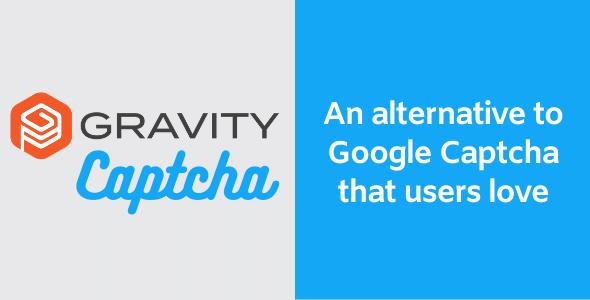 GRAVITY
Captcha
An alternative to
Google Captcha
that users love